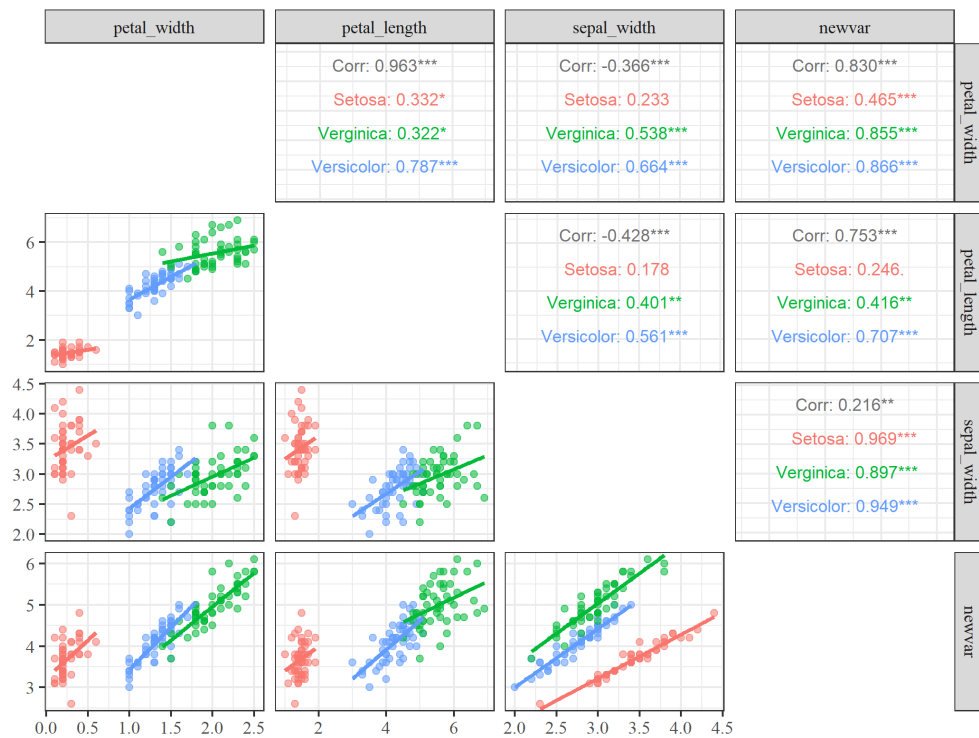 petal_width petal_length sepal_width newvar
Corr: 0.963*** Corr: -0.366*** Corr: 0.830***
Setosa: 0.332* Setosa: 0.233 Setosa: 0.465***
Verginica: 0.322* Verginica: 0.538*** Verginica: 0.855***
Versicolor: 0.787*** Versicolor: 0.664*** Versicolor: 0.866***
petal_width
Corr: -0.428*** Corr: 0.753***
Setosa: 0.178 Setosa: 0.246.
Verginica: 0.401** Verginica: 0.416**
Versicolor: 0.561*** Versicolor: 0.707***
petal_length
6
4
2
Corr: 0.216**
Setosa: 0.969***
Verginica: 0.897***
Versicolor: 0.949***
sepal_width
4.5
4.0
3.5
3.0
2.5
2.0
newvar
6
5
4
3
0.0 0.5 1.0 1.5 2.0 2.5 2 4 6 2.0 2.5 3.0 3.5 4.0 4.5